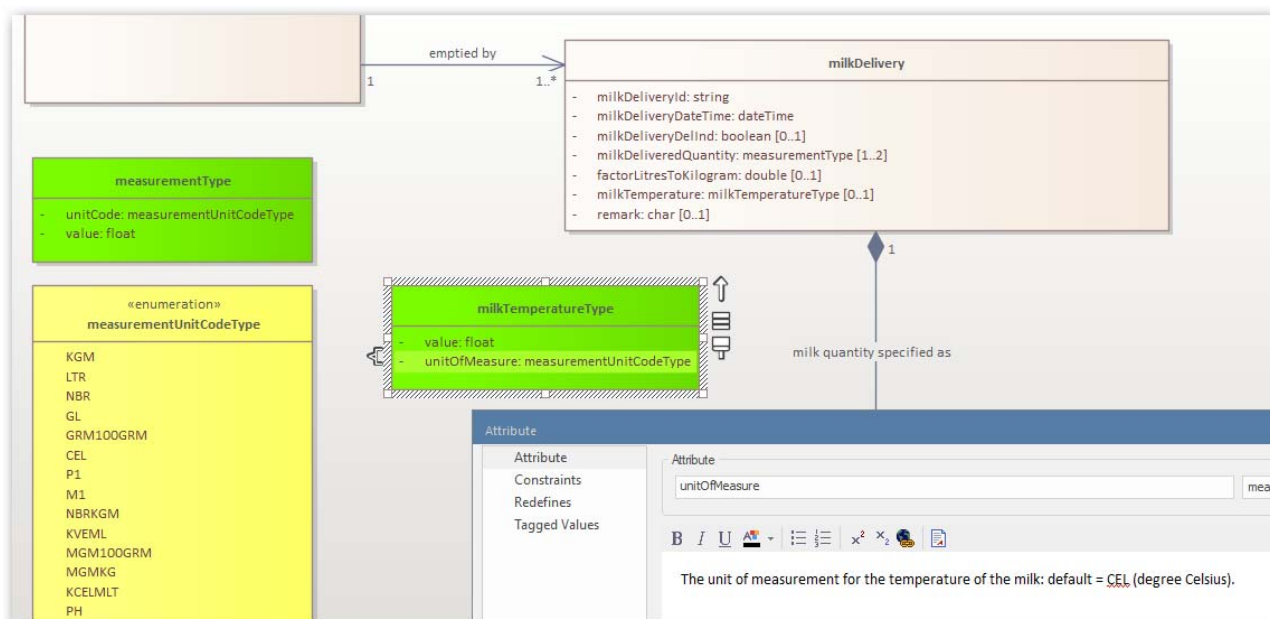 emptied by
1
1..*
milkDelivery
- milkDeliveryId: string
- milkDeliveryDateTime: dateTime
- milkDeliveryDelInd: boolean [0..1]
- milkDeliveredQuantity: measurementType [1..2]
- factorLitresToKilogram: double [0..1]
- milkTemperature: milkTemperatureType [0..1]
- remark: char [0..1]
1
measurementType
- unitCode: measurementUnitCodeType
- value: float
«enumeration»
measurementUnitCodeType
KGM
LTR
NBR
GL
GRM100GRM
CEL
P1
M1
NBRKGM
KVEML
MGM100GRM
MGMKG
KCELMLT
PH
milkTemperatureType
- value: float
- unitOfMeasure: measurementUnitCodeType
milk quantity specified as
Attribute
Attribute
Constraints
Redefines
Tagged Values
Attribute
unitOfMeasure
mea
B I U A x² x₂
The unit of measurement for the temperature of the milk: default = CEL (degree Celsius).